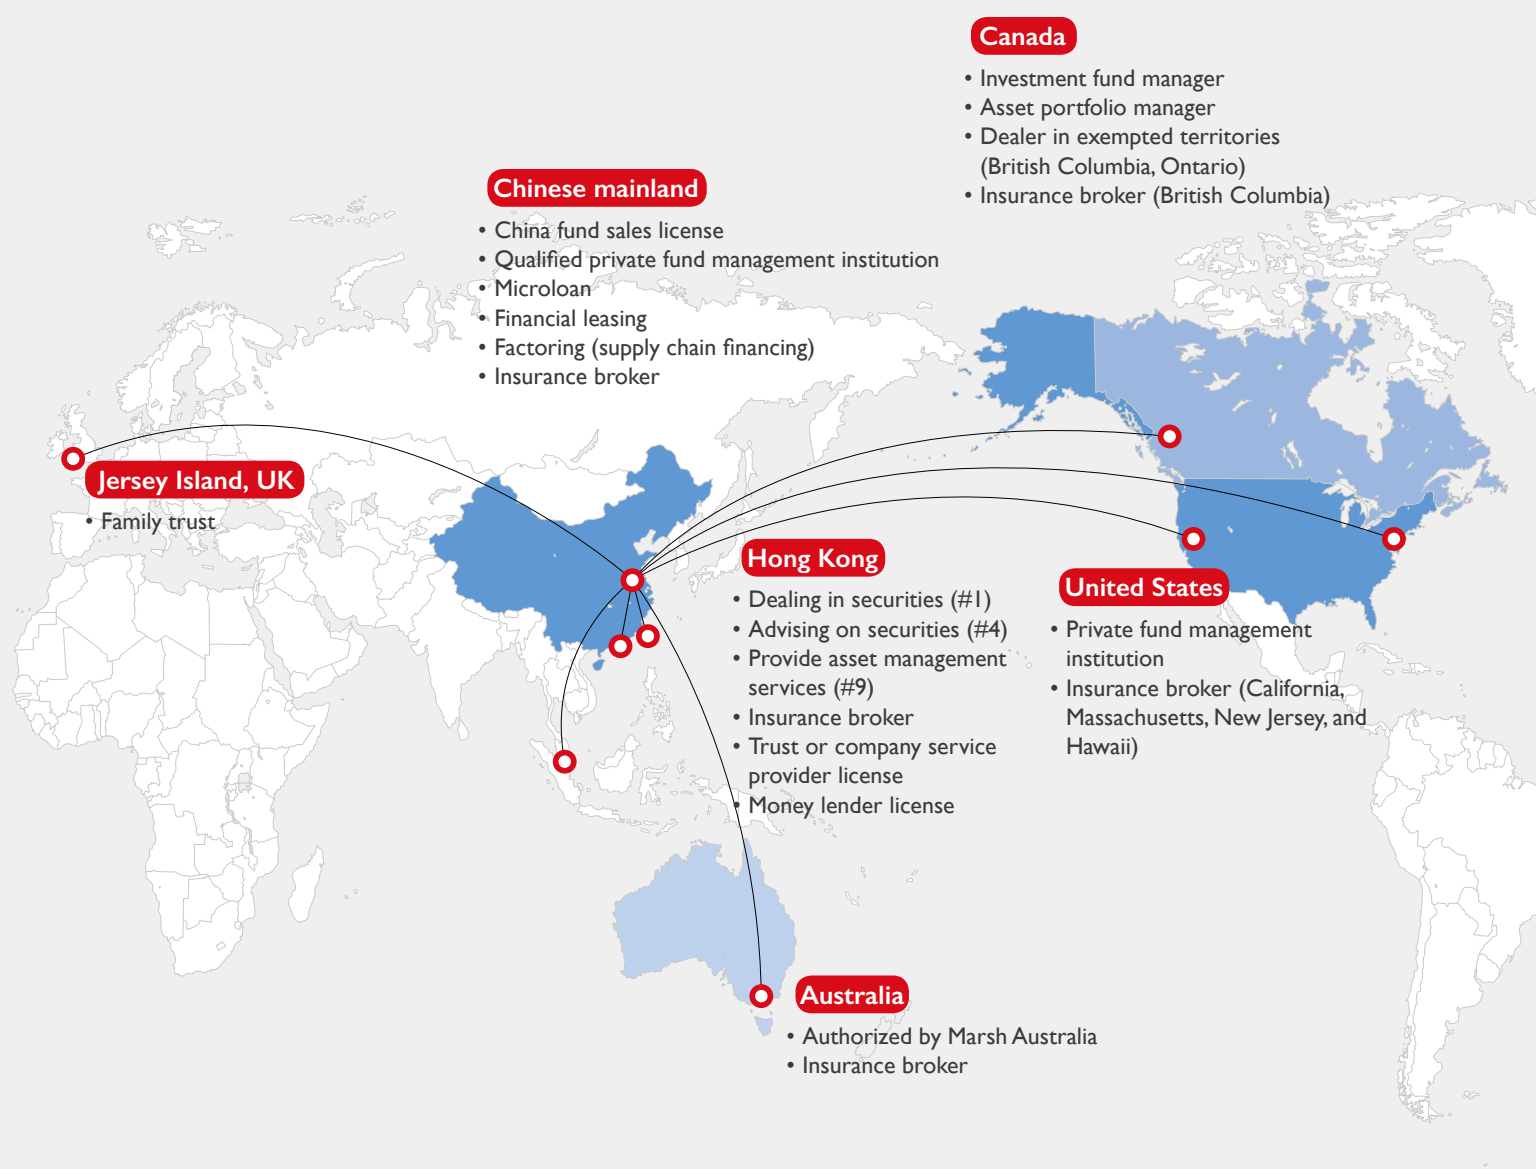 Canada
• Investment fund manager
• Asset portfolio manager
• Dealer in exempted territories
(British Columbia, Ontario)
• Insurance broker (British Columbia)
Chinese mainland
• China fund sales license
• Qualified private fund management institution
• Microloan
• Financial leasing
• Factoring (supply chain financing)
• Insurance broker
Jersey Island, UK
• Family trust
Hong Kong
• Dealing in securities (#1)
• Advising on securities (#4)
• Provide asset management
services (#9)
• Insurance broker
• Trust or company service
provider license
• Money lender license
United States
• Private fund management
institution
• Insurance broker (California,
Massachusetts, New Jersey, and
Hawaii)
Australia
• Authorized by Marsh Australia
• Insurance broker